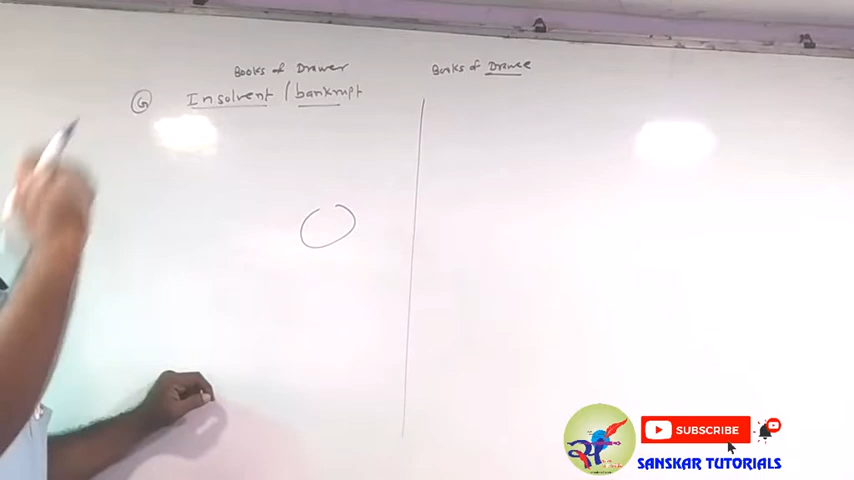 Books of Drawer
Books of Drawee
G Insolvent / bankrupt
SUBSCRIBE
SANSKAR TUTORIALS